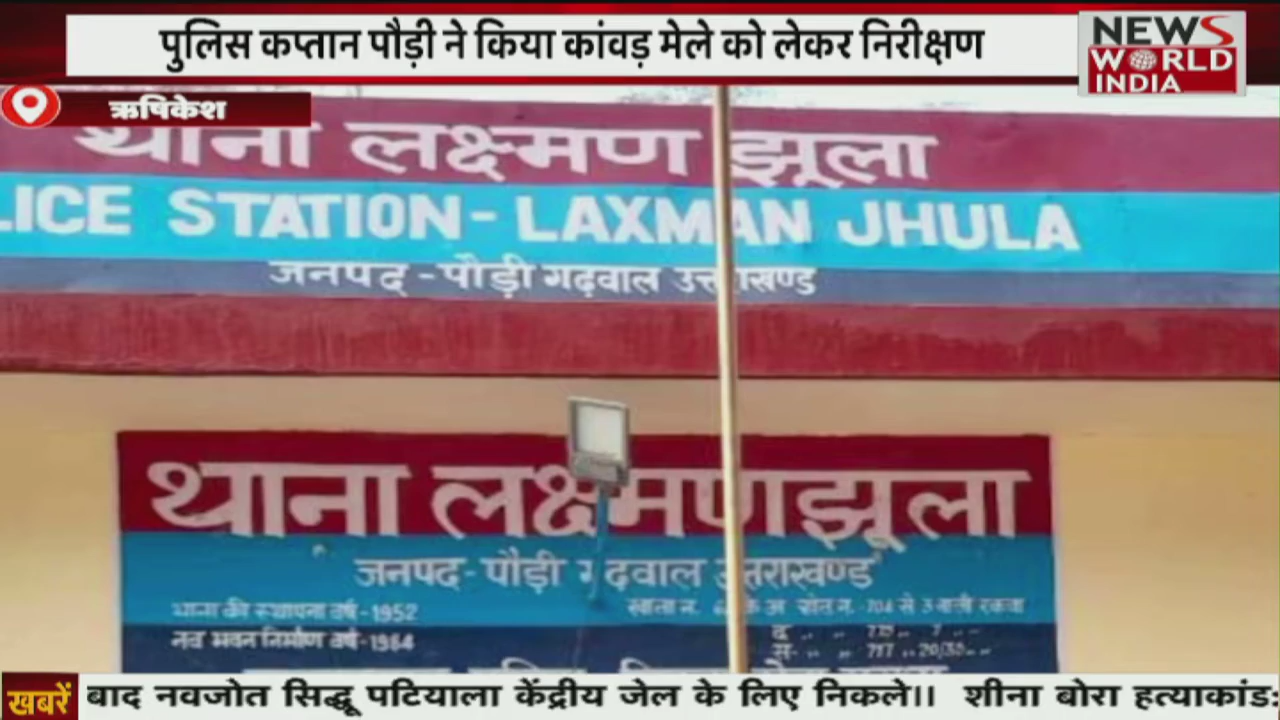 पुलिस कप्तान पौड़ी ने किया कांवड़ मेले को लेकर निरीक्षण
NEWS
WORLD
INDIA
ऋषिकेश
थाना लक्ष्मण झूला
LICE STATION - LAXMAN JHULA
जनपद - पौड़ी गढ़वाल उत्तराखण्ड
थाना लक्ष्मणझूला
जनपद - पौड़ी गढ़वाल उत्तराखण्ड
थाना की स्थापना वर्ष - 1952
नव भवन निर्माण वर्ष - 1984
खबरें
बाद नवजोत सिद्धू पटियाला केंद्रीय जेल के लिए निकले।। शीना बोरा हत्याकांड: